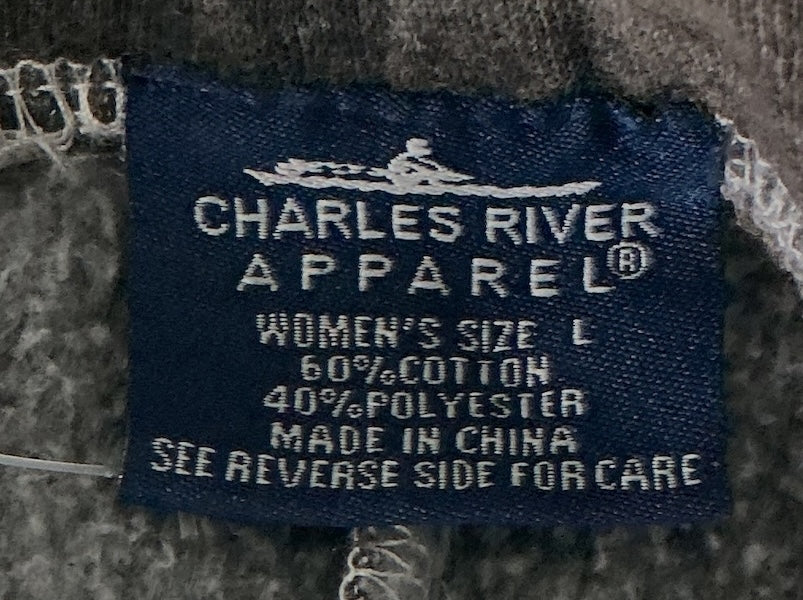 CHARLES RIVER
APPAREL®
WOMEN'S SIZE L
60%COTTON
40%POLYESTER
MADE IN CHINA
SEE REVERSE SIDE FOR CARE